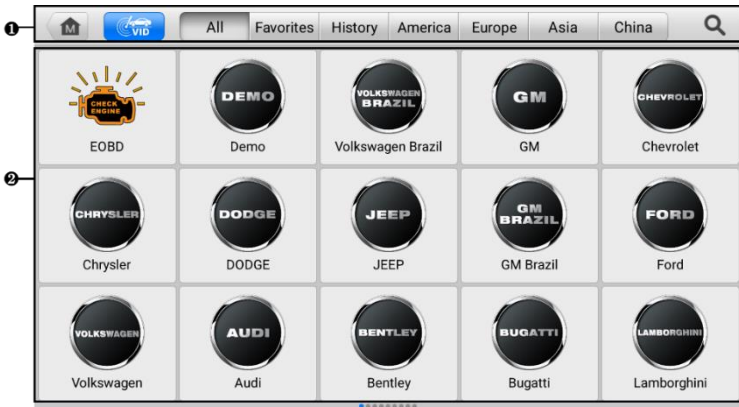 ❶
M
VID
All
Favorites
History
America
Europe
Asia
China
❷
CHECK
ENGINE
EOBD
DEMO
Demo
VOLKSWAGEN
BRAZIL
Volkswagen Brazil
GM
GM
CHEVROLET
Chevrolet
CHRYSLER
Chrysler
DODGE
DODGE
JEEP
JEEP
GM
BRAZIL
GM Brazil
FORD
Ford
VOLKSWAGEN
Volkswagen
AUDI
Audi
BENTLEY
Bentley
BUGATTI
Bugatti
LAMBORGHINI
Lamborghini